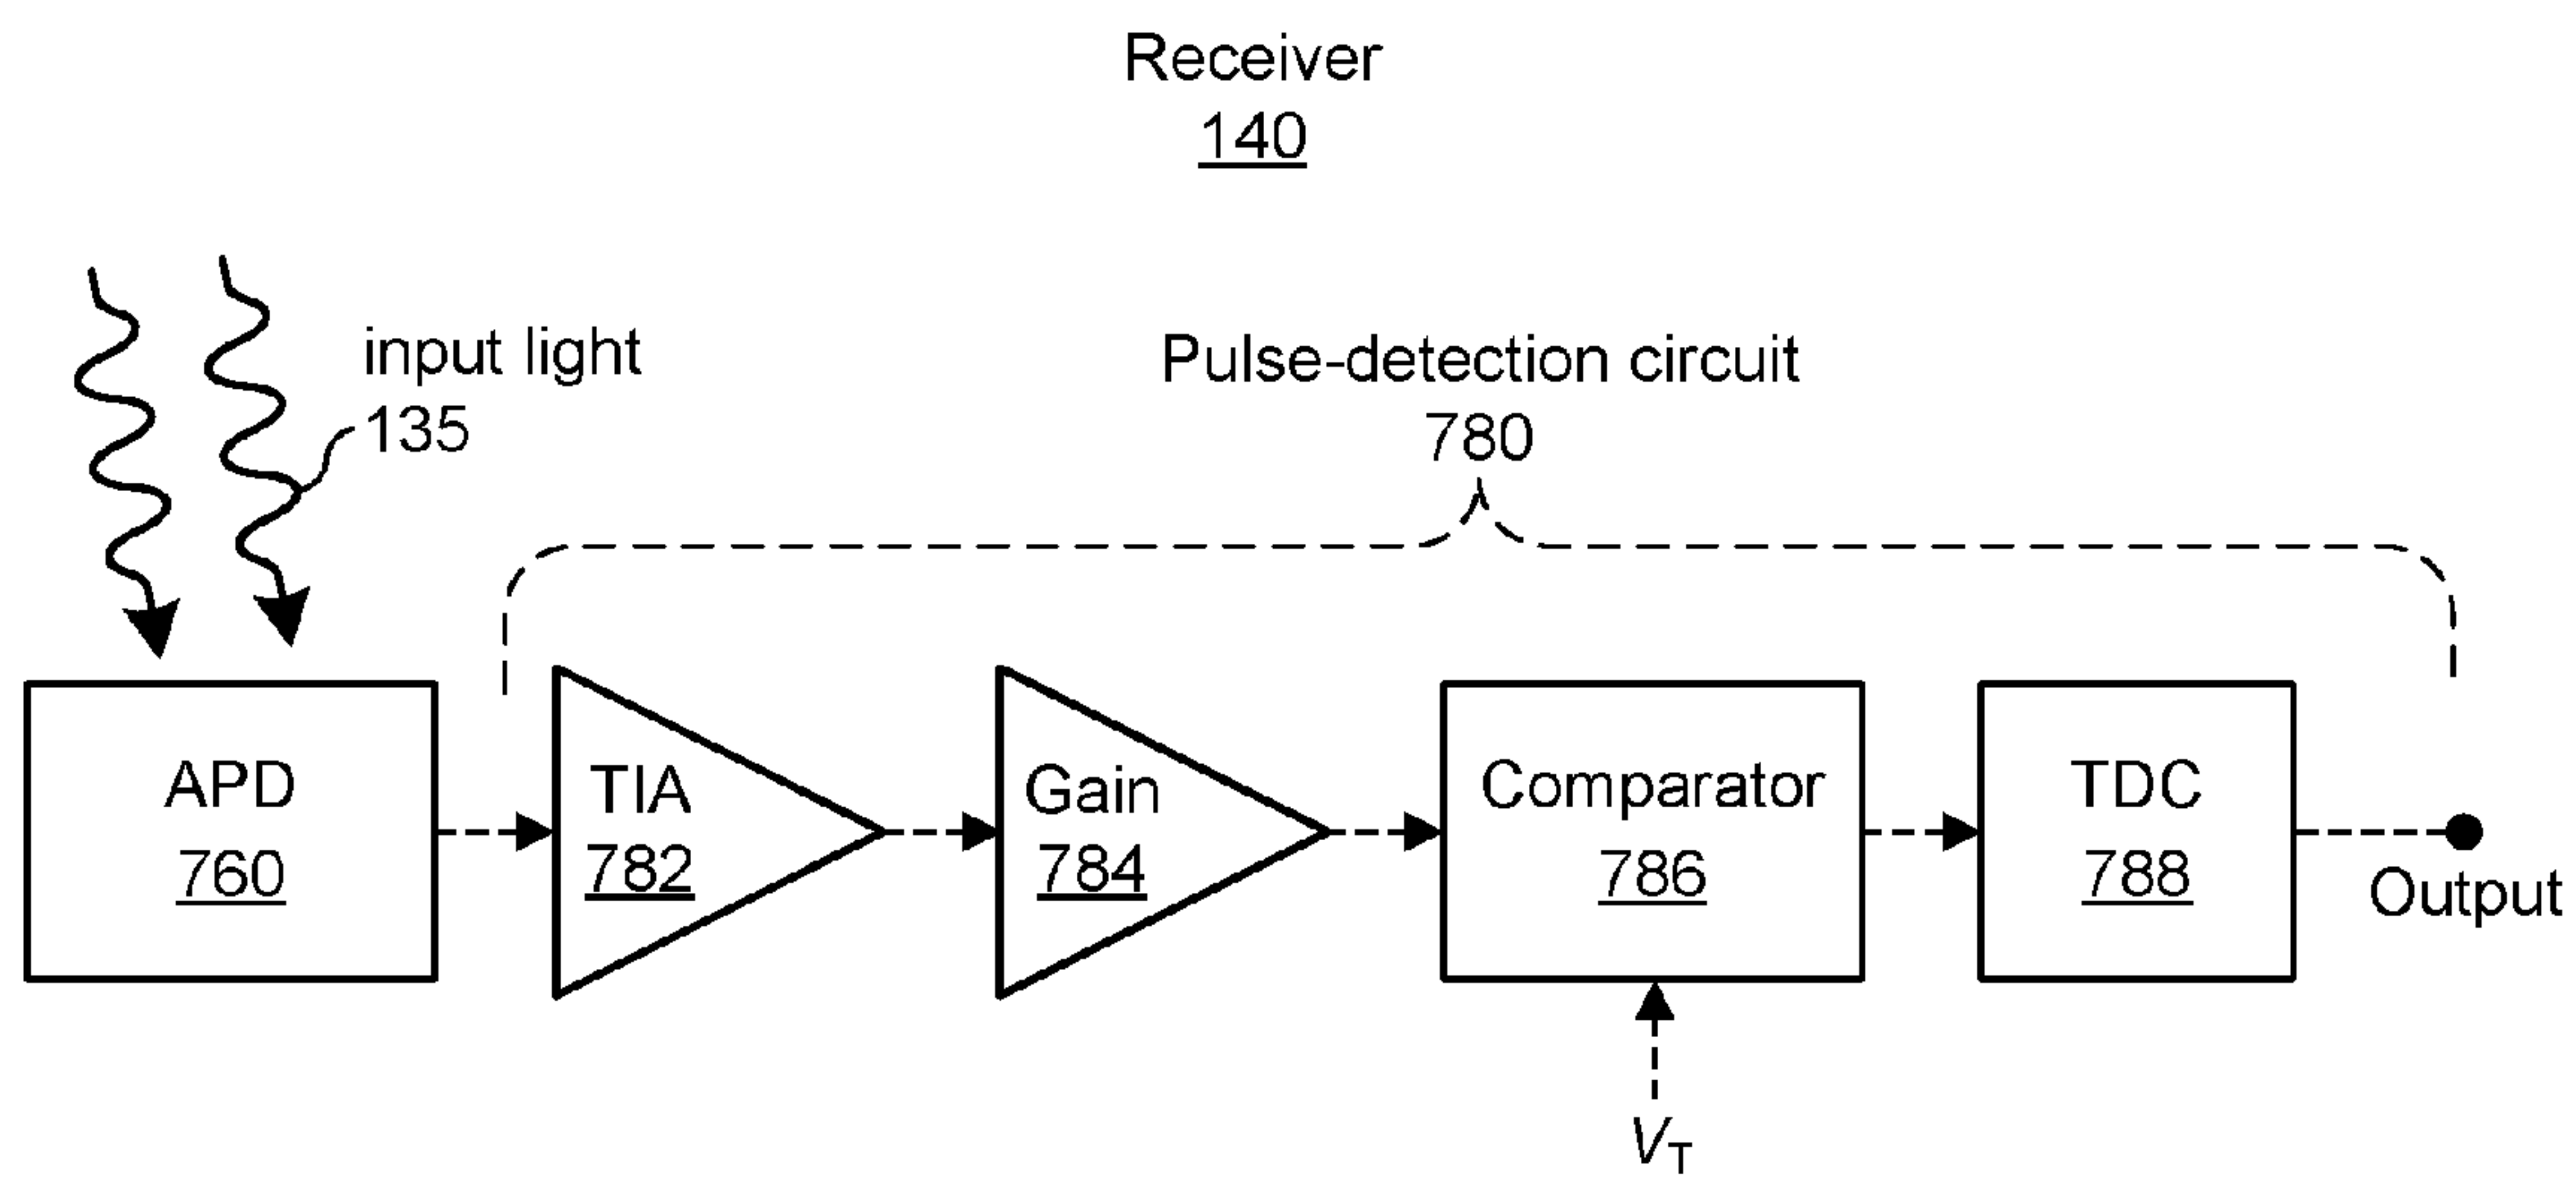 Receiver
140
input light
135
Pulse-detection circuit
780
APD
760
TIA
782
Gain
784
Comparator
786
TDC
788
Output
VT